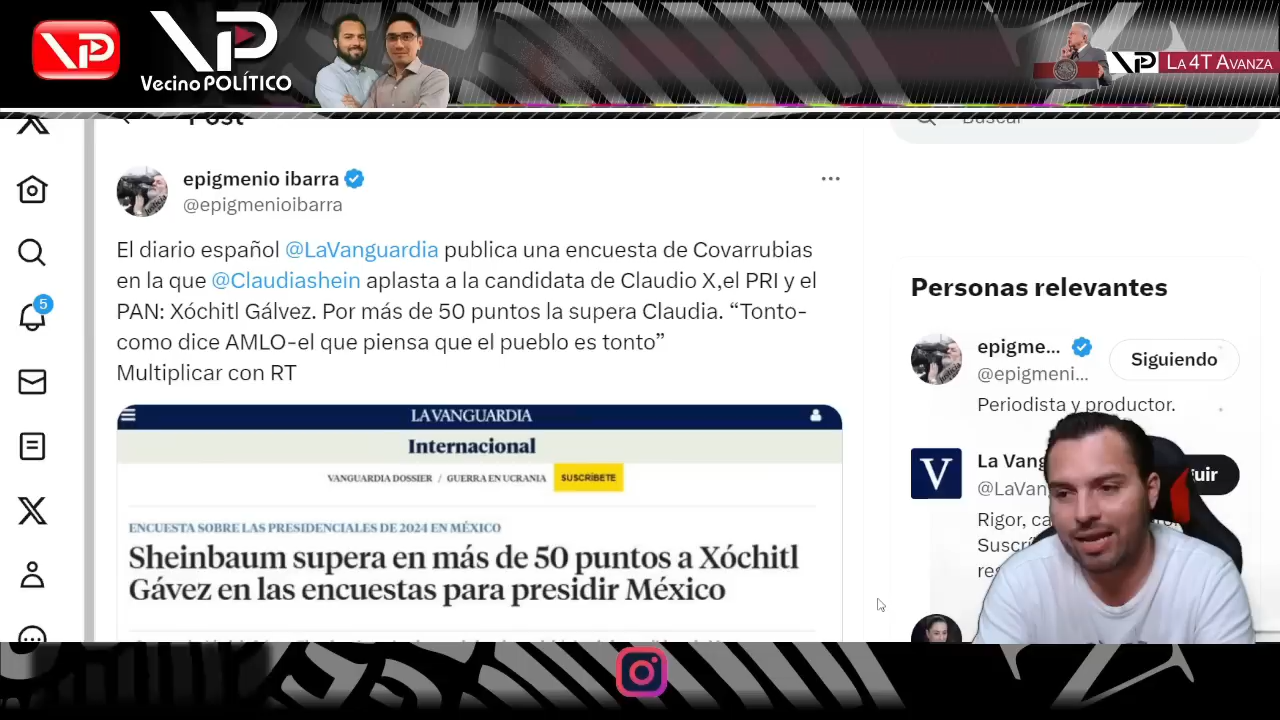 VP
VP
Vecino POLÍTICO
VP LA 4T AVANZA
Post
Buscar
epigmenio ibarra
@epigmenioibarra
El diario español @LaVanguardia publica una encuesta de Covarrubias
en la que @Claudiashein aplasta a la candidata de Claudio X,el PRI y el
PAN: Xóchitl Gálvez. Por más de 50 puntos la supera Claudia. “Tonto-
como dice AMLO-el que piensa que el pueblo es tonto”
Multiplicar con RT
LA VANGUARDIA
Internacional
VANGUARDIA DOSSIER / GUERRA EN UCRANIA SUSCRÍBETE
ENCUESTA SOBRE LAS PRESIDENCIALES DE 2024 EN MÉXICO
Sheinbaum supera en más de 50 puntos a Xóchitl
Gávez en las encuestas para presidir México
5
Personas relevantes
epigme...
@epigmeni...
Siguiendo
Periodista y productor.
V
La Vang
@LaVan
uir
Rigor, ca
Suscrí